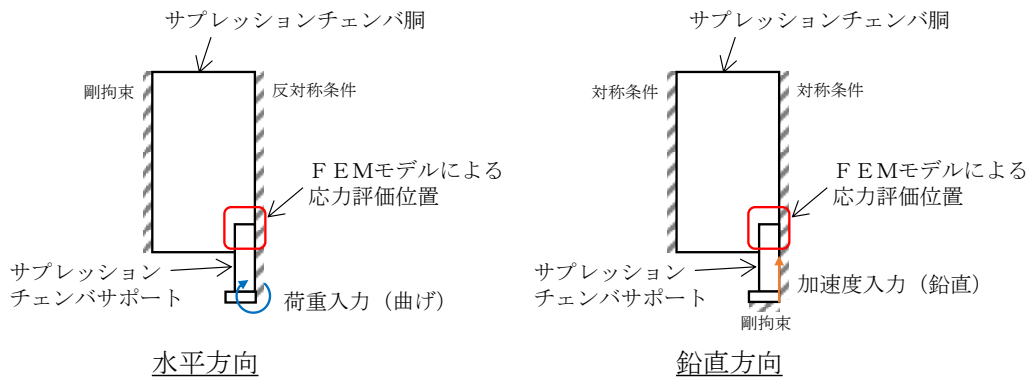 サプレッションチェンバ胴
剛拘束
反対称条件
ＦＥＭモデルによる
応力評価位置
サプレッション
チェンバサポート
荷重入力（曲げ）
水平方向
サプレッションチェンバ胴
対称条件
対称条件
ＦＥＭモデルによる
応力評価位置
サプレッション
チェンバサポート
加速度入力（鉛直）
剛拘束
鉛直方向